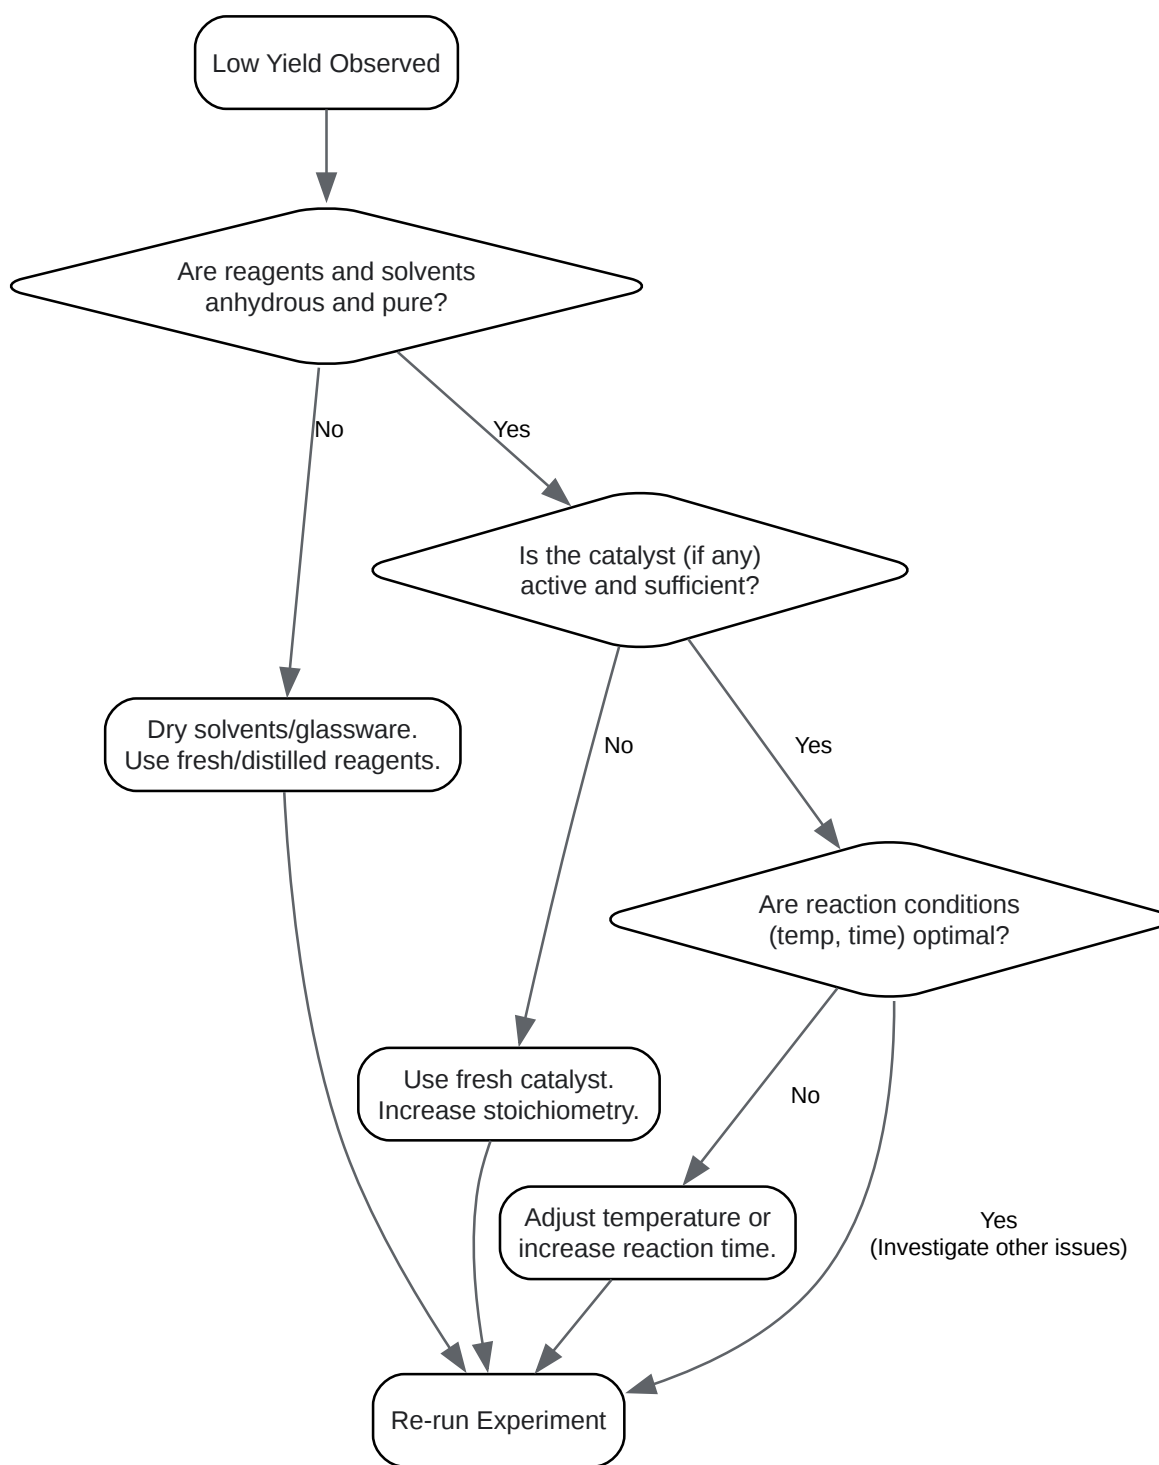 Low Yield Observed
Are reagents and solvents
anhydrous and pure?
No
Yes
Is the catalyst (if any)
active and sufficient?
Dry solvents/glassware.
Use fresh/distilled reagents.
No
Yes
Are reaction conditions
(temp, time) optimal?
Use fresh catalyst.
Increase stoichiometry.
No
Adjust temperature or
increase reaction time.
Yes
(Investigate other issues)
Re-run Experiment